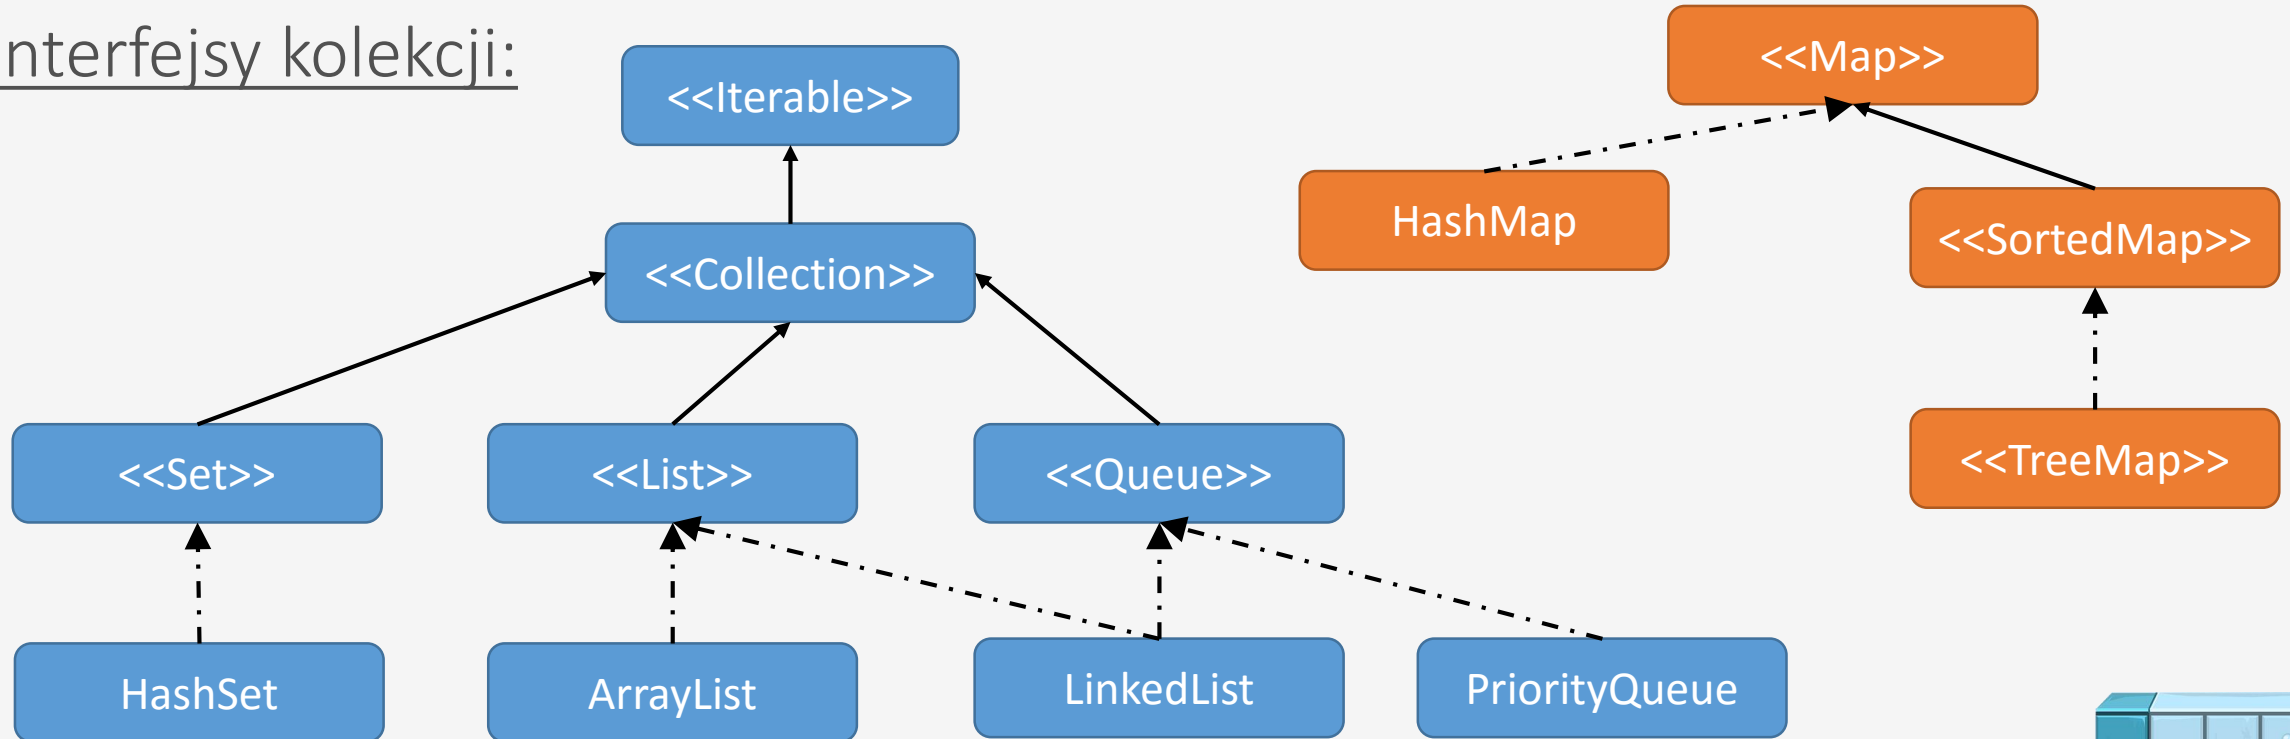 nterfejsy kolekcji:
<<Iterable>>
<<Map>>
HashMap
<<SortedMap>>
<<Collection>>
<<Set>>
<<List>>
<<Queue>>
<<TreeMap>>
HashSet
ArrayList
LinkedList
PriorityQueue